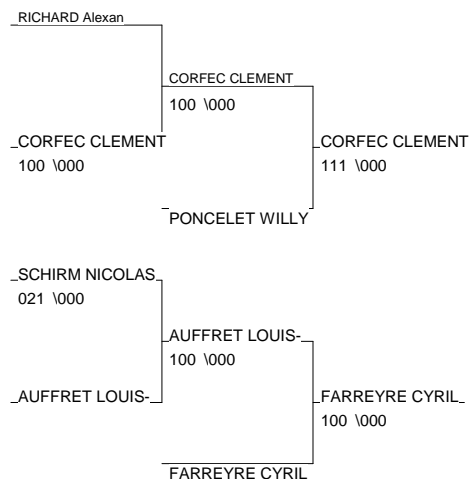 RICHARD Alexan
CORFEC CLEMENT
100 \000
CORFEC CLEMENT
100 \000
CORFEC CLEMENT
111 \000
PONCELET WILLY
SCHIRM NICOLAS
021 \000
AUFFRET LOUIS-
100 \000
AUFFRET LOUIS-
FARREYRE CYRIL
100 \000
FARREYRE CYRIL